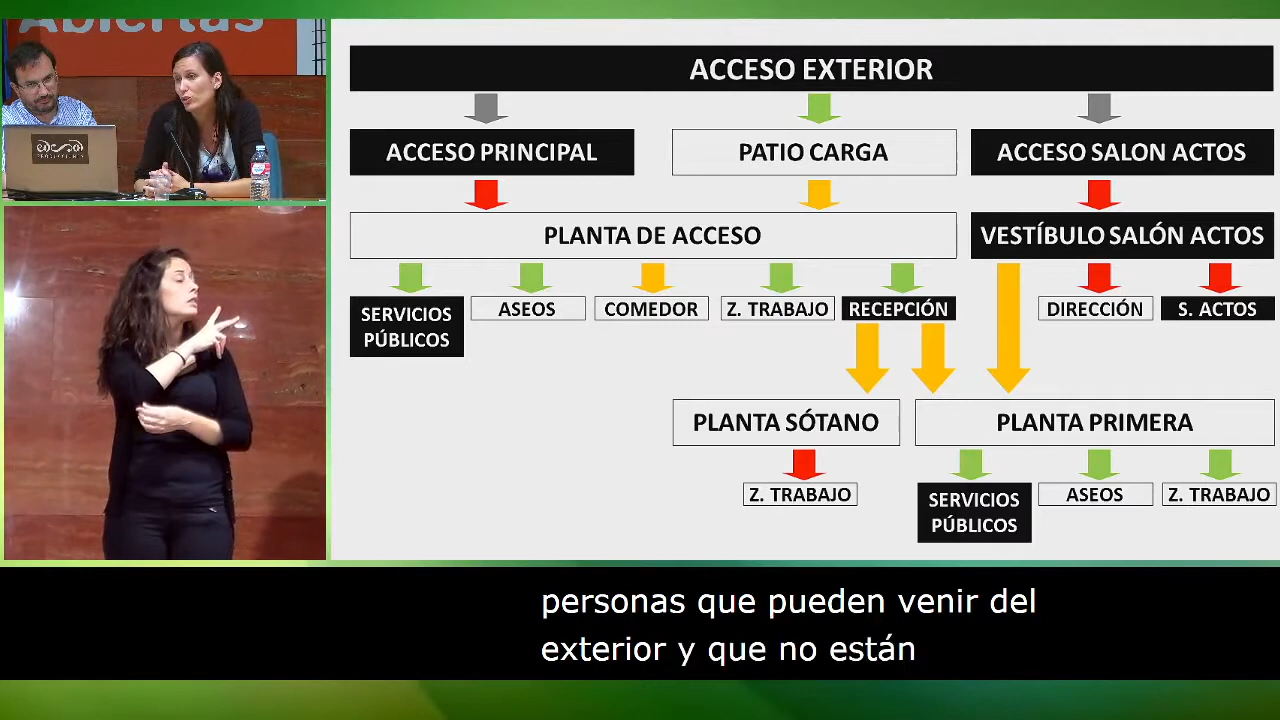 Abiertas
PRODUCCIONES
ACCESO EXTERIOR
ACCESO PRINCIPAL
PATIO CARGA
ACCESO SALON ACTOS
PLANTA DE ACCESO
VESTÍBULO SALÓN ACTOS
SERVICIOS
PÚBLICOS
ASEOS
COMEDOR
Z. TRABAJO
RECEPCIÓN
DIRECCIÓN
S. ACTOS
PLANTA SÓTANO
PLANTA PRIMERA
Z. TRABAJO
SERVICIOS
PÚBLICOS
ASEOS
Z. TRABAJO
personas que pueden venir del
exterior y que no están